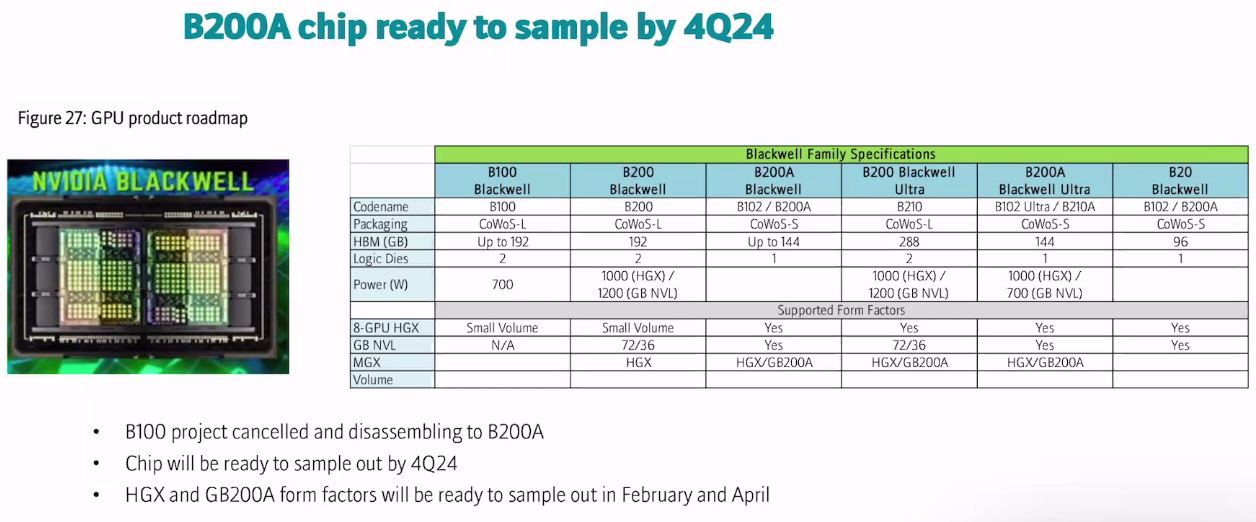 B200A chip ready to sample by 4Q24
Figure 27: GPU product roadmap
NVIDIA BLACKWELL
Blackwell Family Specifications
B100 Blackwell B200 Blackwell B200A Blackwell B200 Blackwell Ultra B200A Blackwell Ultra B20 Blackwell
Codename B100 B200 B102 / B200A B210 B102 Ultra / B210A B102 / B200A
Packaging CoWoS-L CoWoS-L CoWoS-S CoWoS-L CoWoS-S CoWoS-S
HBM (GB) Up to 192 192 Up to 144 288 144 96
Logic Dies 2 2 1 2 1 1
Power (W) 700 1000 (HGX) / 1200 (GB NVL) 1000 (HGX) / 1200 (GB NVL) 1000 (HGX) / 700 (GB NVL)
Supported Form Factors
8-GPU HGX Small Volume Small Volume Yes Yes Yes Yes
GB NVL N/A 72/36 Yes 72/36 Yes Yes
MGX HGX HGX/GB200A HGX/GB200A HGX/GB200A
Volume
• B100 project cancelled and disassembling to B200A
• Chip will be ready to sample out by 4Q24
• HGX and GB200A form factors will be ready to sample out in February and April